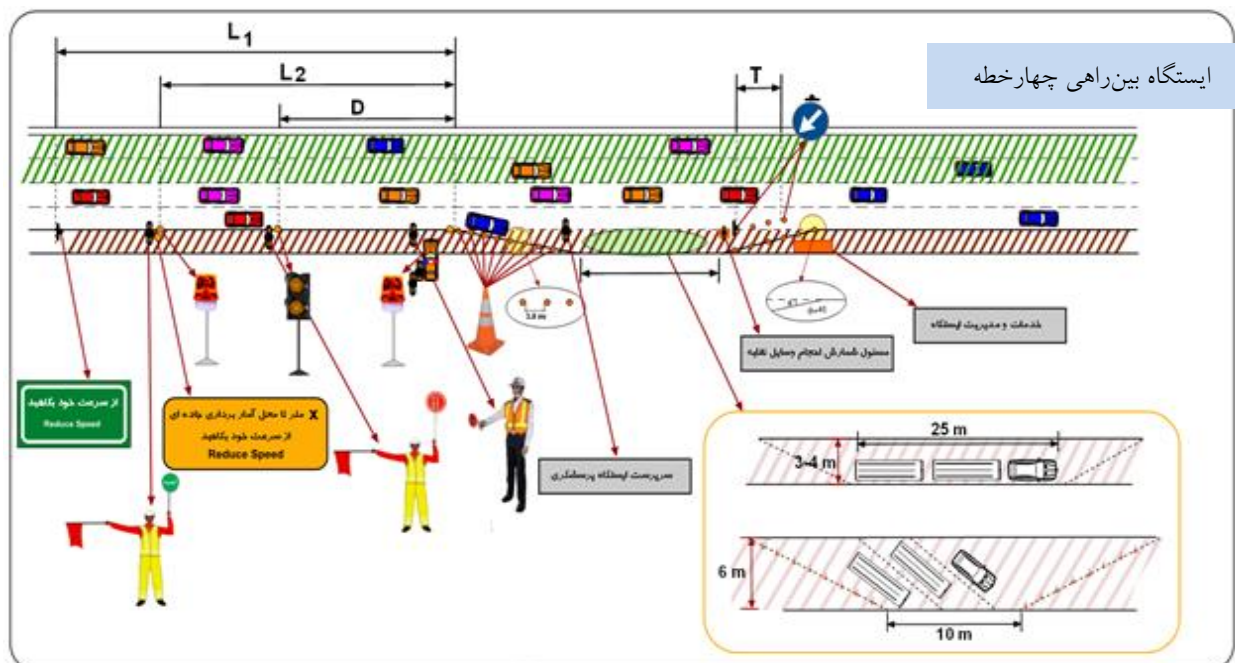 ایستگاه بین‌راهی چهارخطه
L1
L2
T
D
3.0 m
خدمات و مدیریت ایستگاه
مسئول شمارش انجام وسایل نقلیه
از سرعت خود بکاهید
Reduce Speed
X متر تا محل آمار برداری جاده ای
از سرعت خود بکاهید
Reduce Speed
سرپرست ایستگاه پرسشگری
25 m
3-4 m
6 m
10 m